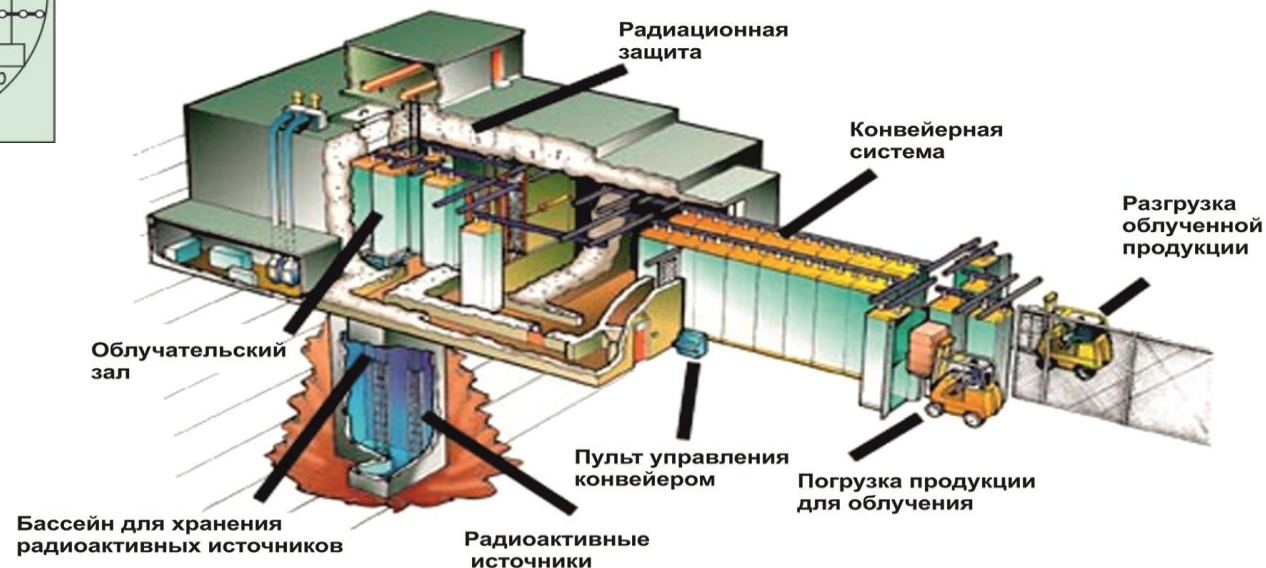 Радиационная
защита
Конвейерная
система
Разгрузка
облученной
продукции
Облучательский
зал
Пульт управления
конвейером
Погрузка продукции
для облучения
Бассейн для хранения
радиоактивных источников
Радиоактивные
источники